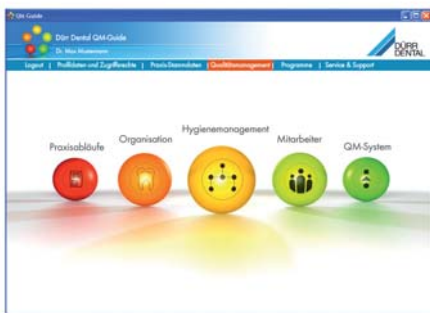 Qm Guide
Dürr Dental QM-Guide
Dr. Max Mustermann
DÜRR
DENTAL
Logout | Profildaten und Zugriffsrechte | Praxis-Stammdaten | Qualitätsmanagement | Programme | Service & Support
Hygienemanagement
Organisation
Mitarbeiter
Praxisabläufe
QM-System